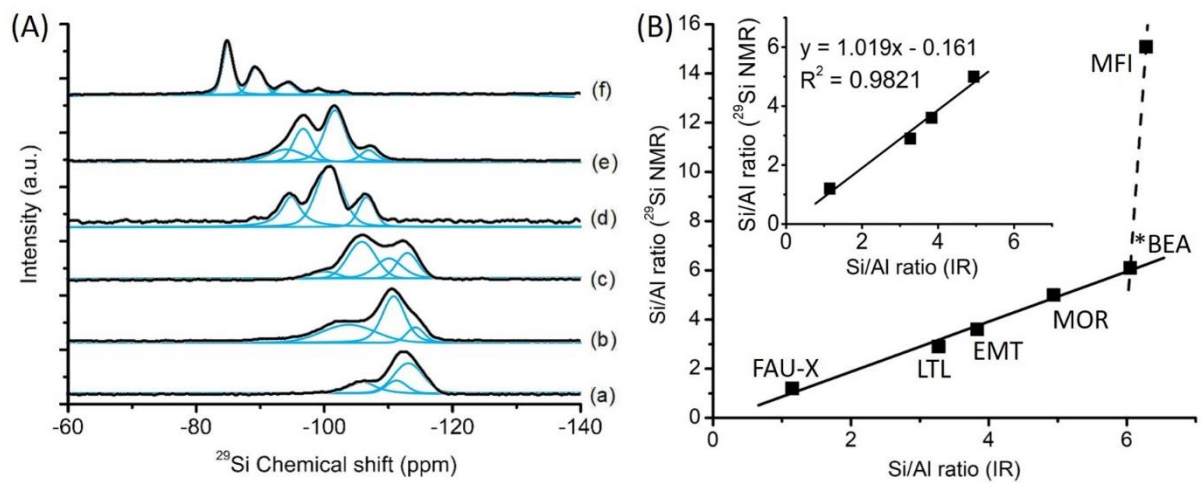 (A)
Intensity (a.u.)
(f)
(e)
(d)
(c)
(b)
(a)
-60
-80
-100
-120
-140
²⁹Si Chemical shift (ppm)
(B)
Si/Al ratio (²⁹Si NMR)
16
14
12
10
8
6
4
2
0
0
2
4
6
Si/Al ratio (IR)
y = 1.019x - 0.161
R² = 0.9821
Si/Al ratio (²⁹Si NMR)
6
4
2
0
0
2
4
6
Si/Al ratio (IR)
MFI
*BEA
MOR
EMT
LTL
FAU-X